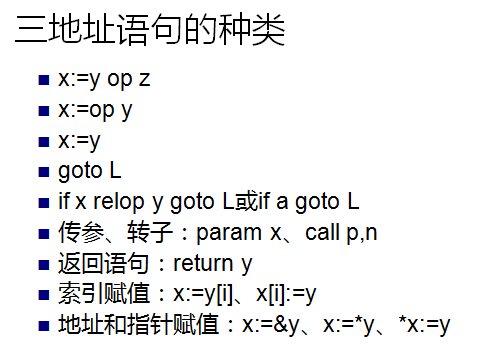 三地址语句的种类
x:=y op z
x:=op y
x:=y
goto L
if x relop y goto L或if a goto L
传参、转子：param x、call p,n
返回语句：return y
索引赋值：x:=y[i]、x[i]:=y
地址和指针赋值：x:=&y、x:=*y、*x:=y